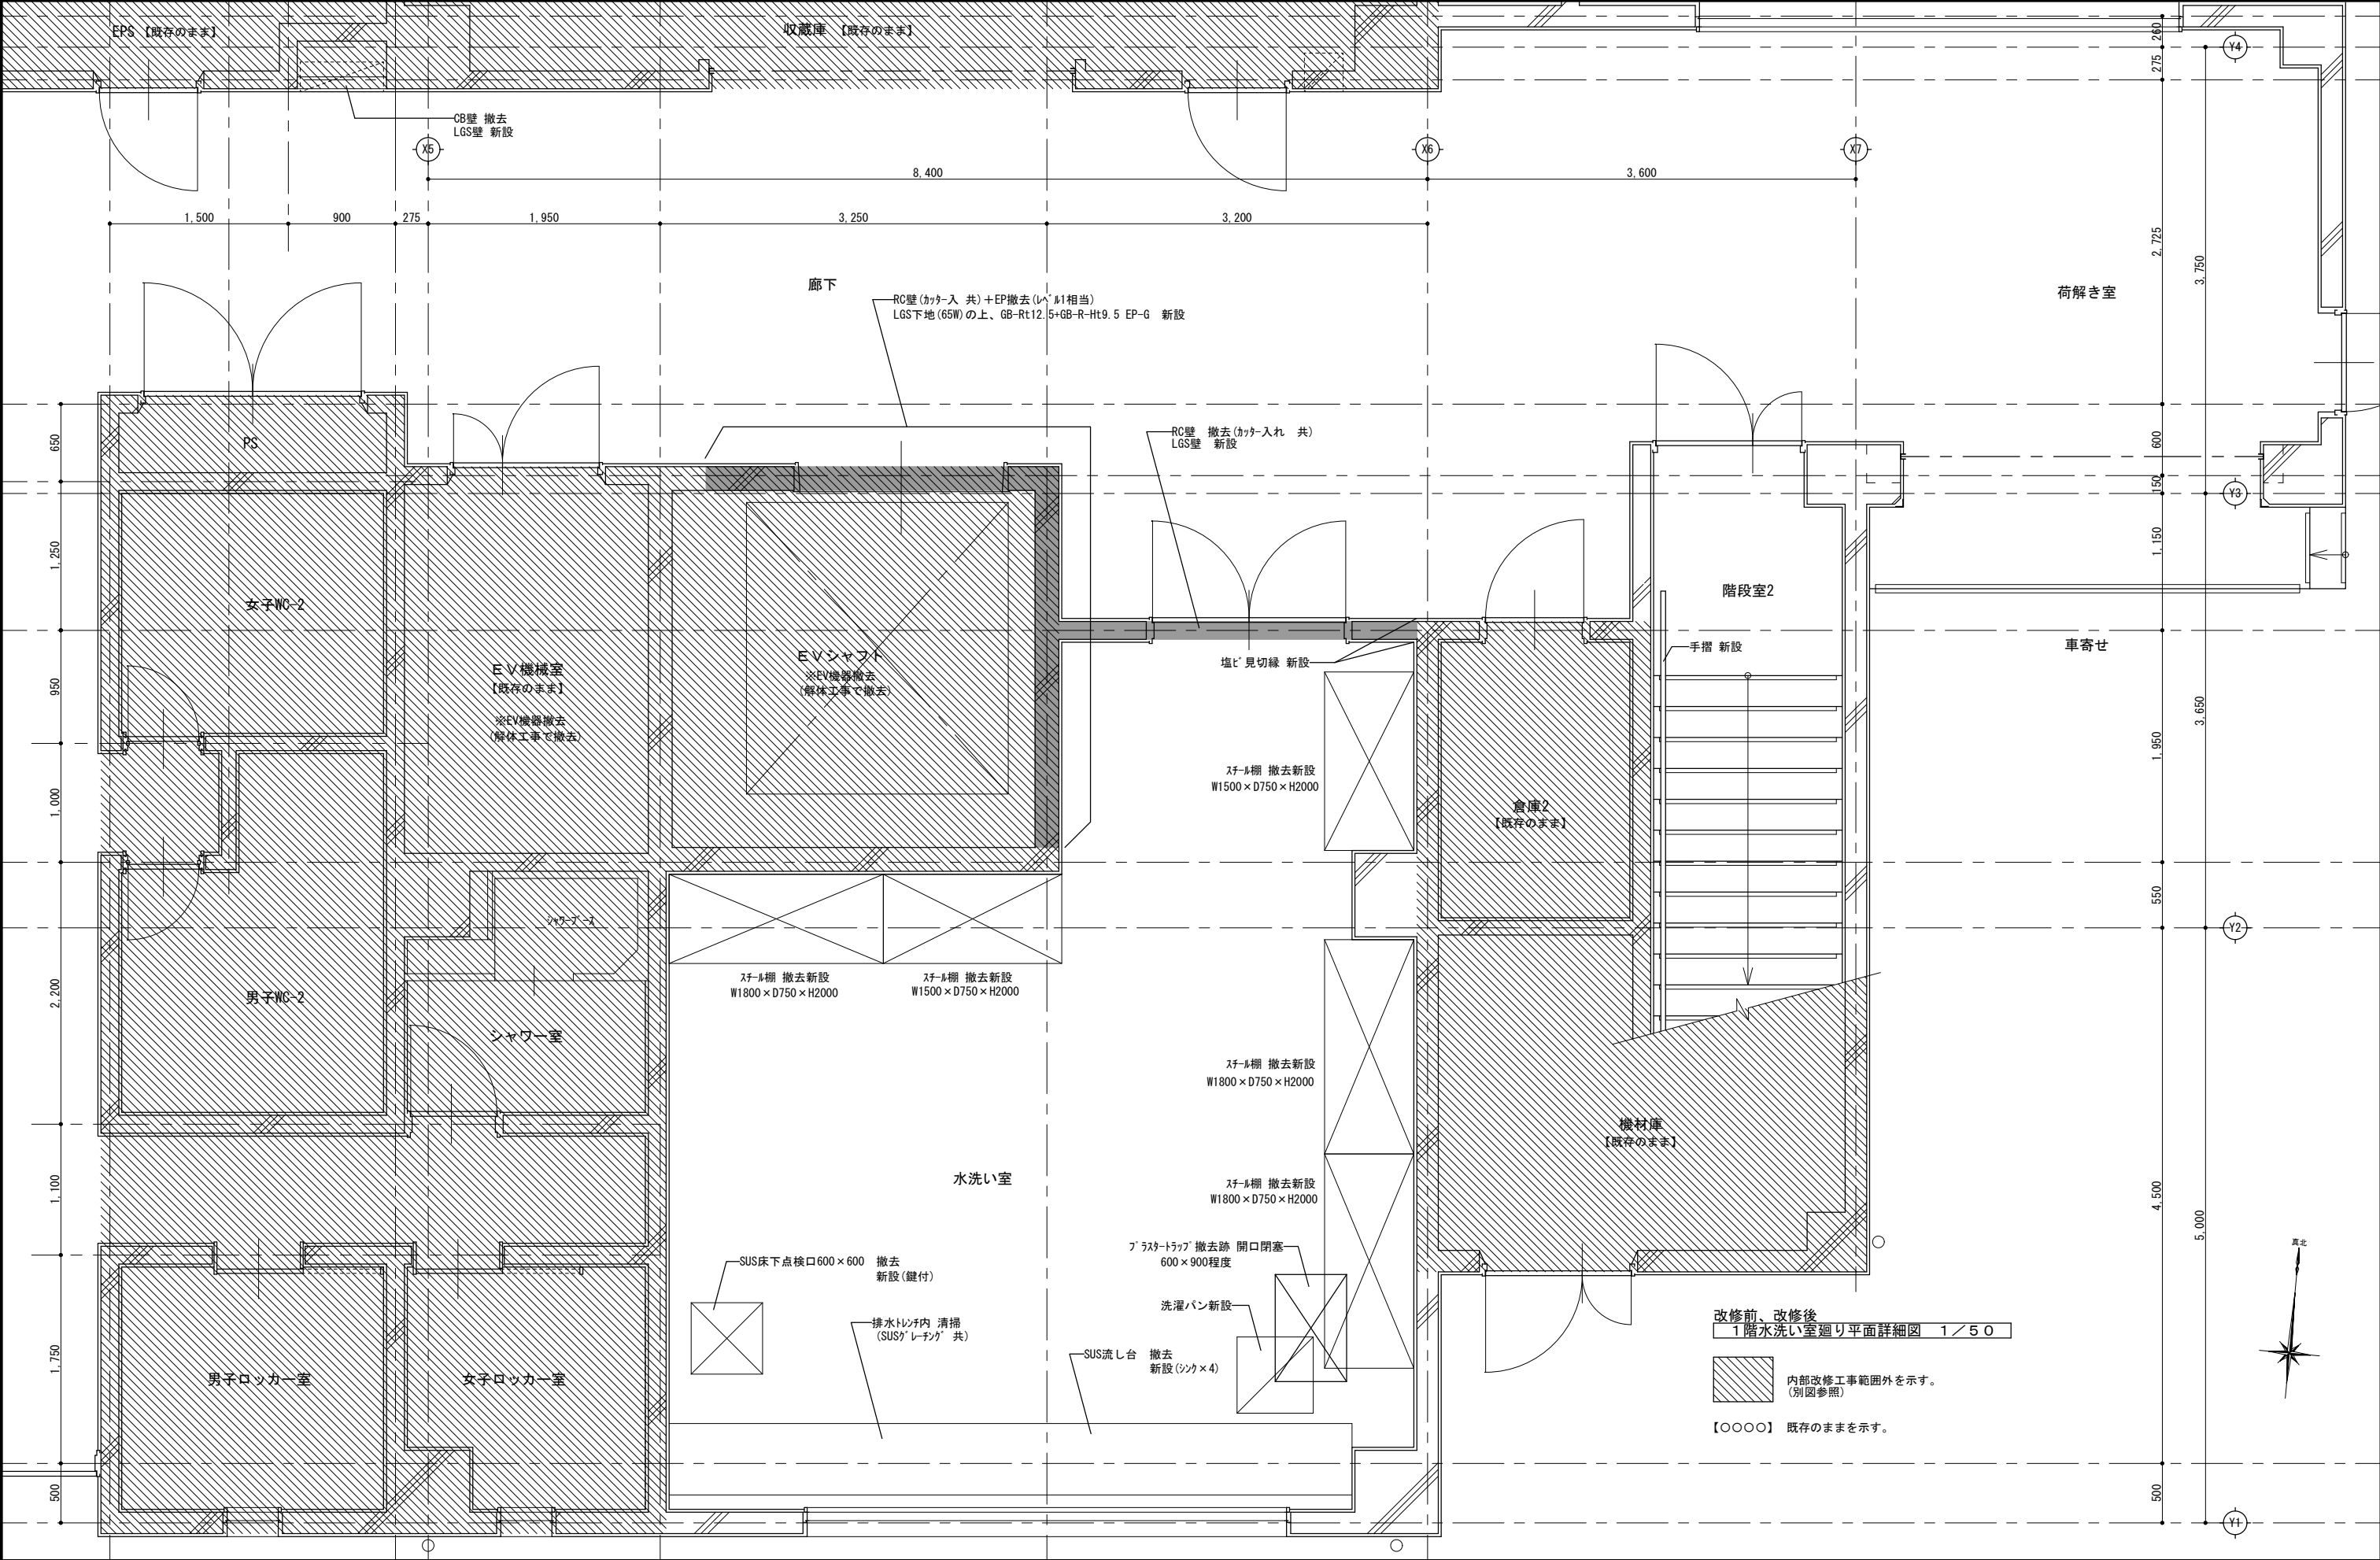 EPS 【既存のまま】
収蔵庫 【既存のまま】
CB壁 撤去
LGS壁 新設
X5
X6
X7
Y4
8,400
3,600
1,500
900
275
1,950
3,250
3,200
260
275
2,725
3,750
廊下
荷解き室
RC壁(ｶｯﾀｰ入 共)＋EP撤去(ﾚﾍﾞﾙ1相当)
LGS下地(65W)の上、GB-Rt12.5+GB-R-Ht9.5 EP-G 新設
RC壁 撤去(ｶｯﾀｰ入れ 共)
LGS壁 新設
PS
650
600
150
Y3
1,250
1,150
女子WC-2
階段室2
EV機械室
【既存のまま】
※EV機器撤去
(解体工事で撤去)
EVシャフト
※EV機器撤去
(解体工事で撤去)
塩ﾋﾞ見切縁 新設
手摺 新設
車寄せ
950
3,650
1,950
1,000
ｽﾁｰﾙ棚 撤去新設
W1500×D750×H2000
倉庫2
【既存のまま】
550
Y2
ｼｬﾜｰﾌﾞｰｽ
ｽﾁｰﾙ棚 撤去新設
W1800×D750×H2000
ｽﾁｰﾙ棚 撤去新設
W1500×D750×H2000
2,200
男子WC-2
シャワー室
ｽﾁｰﾙ棚 撤去新設
W1800×D750×H2000
機材庫
【既存のまま】
水洗い室
ｽﾁｰﾙ棚 撤去新設
W1800×D750×H2000
1,100
4,500
5,000
ﾌﾟﾗｽﾀｰﾄﾗｯﾌﾟ撤去跡 開口閉塞
600×900程度
SUS床下点検口600×600 撤去
新設(鍵付)
洗濯パン新設
排水ﾄﾚﾝﾁ内 清掃
(SUSｸﾞﾚｰﾁﾝｸﾞ共)
SUS流し台 撤去
新設(ｼﾝｸ×4)
真北
改修前、改修後
1階水洗い室廻り平面詳細図 1／50
内部改修工事範囲外を示す。
(別図参照)
【○○○○】 既存のままを示す。
1,750
男子ロッカー室
女子ロッカー室
500
500
Y1